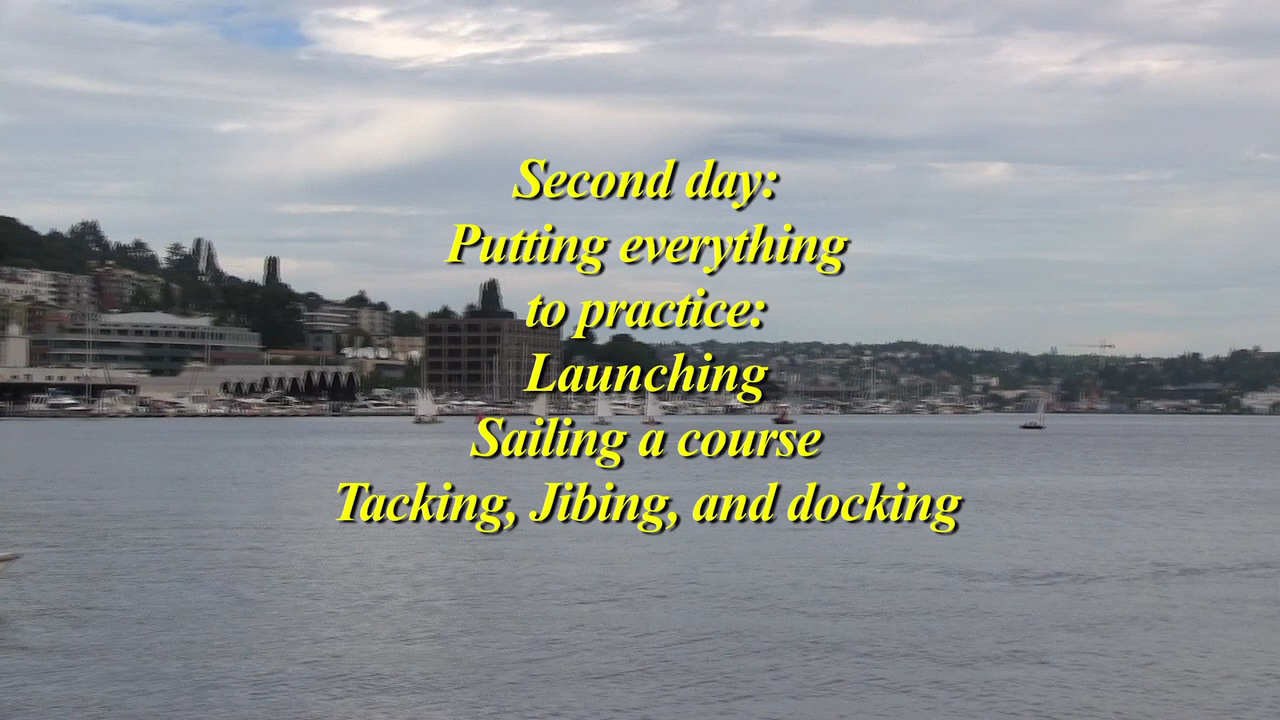 Second day:
Putting everything
to practice:
Launching
Sailing a course
Tacking, Jibing, and docking